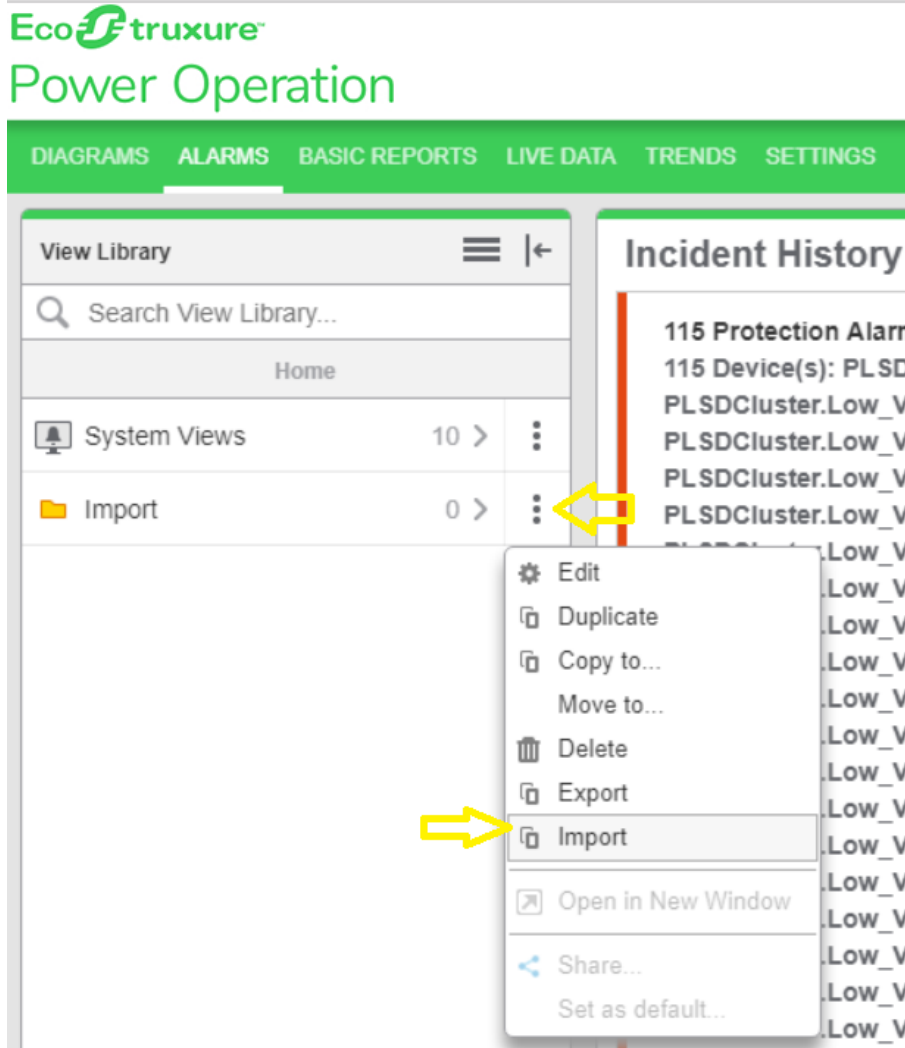 EcoStruxure™
Power Operation
DIAGRAMS ALARMS BASIC REPORTS LIVE DATA TRENDS SETTINGS
View Library
Search View Library...
Home
System Views 10
Import 0
Edit
Duplicate
Copy to...
Move to...
Delete
Export
Import
Open in New Window
Share...
Set as default...
Incident History
115 Protection Alarm
115 Device(s): PLSD
PLSDCluster.Low_V
PLSDCluster.Low_V
PLSDCluster.Low_V
PLSDCluster.Low_V
.Low_V
.Low_V
.Low_V
.Low_V
.Low_V
.Low_V
.Low_V
.Low_V
.Low_V
.Low_V
.Low_V
.Low_V
.Low_V
.Low_V